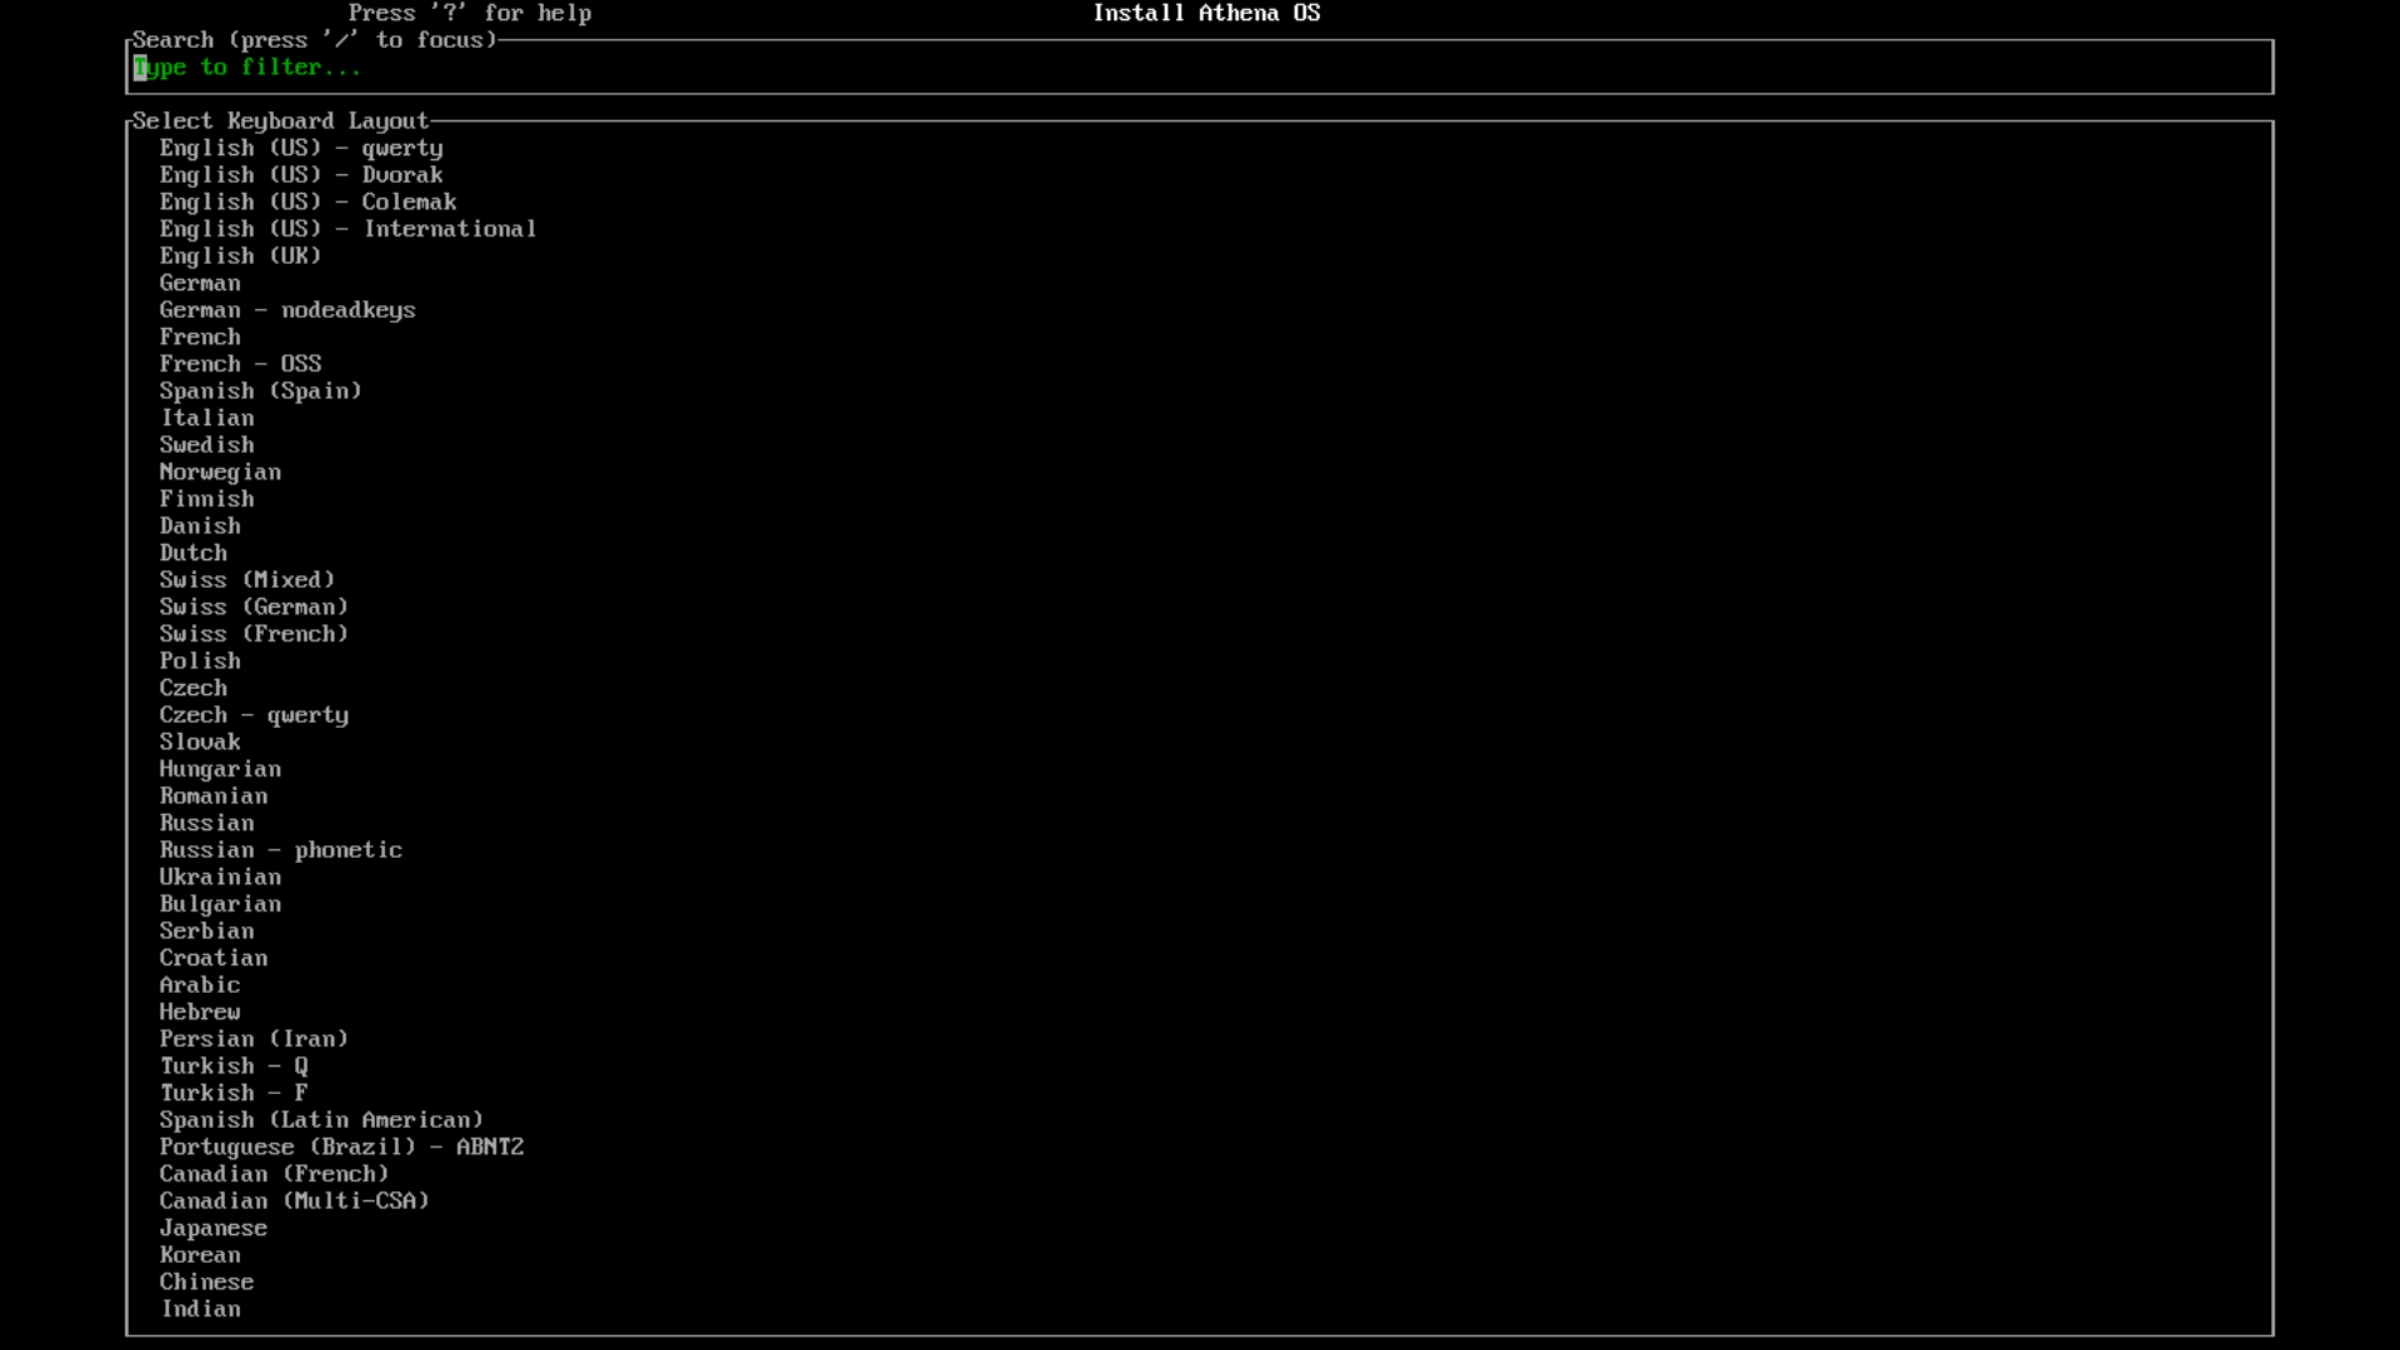 Press '?' for help
Install Athena OS
Search (press '/' to focus)
Type to filter...
Select Keyboard Layout
English (US) - qwerty
English (US) - Dvorak
English (US) - Colemak
English (US) - International
English (UK)
German
German - nodeadkeys
French
French - OSS
Spanish (Spain)
Italian
Swedish
Norwegian
Finnish
Danish
Dutch
Swiss (Mixed)
Swiss (German)
Swiss (French)
Polish
Czech
Czech - qwerty
Slovak
Hungarian
Romanian
Russian
Russian - phonetic
Ukrainian
Bulgarian
Serbian
Croatian
Arabic
Hebrew
Persian (Iran)
Turkish - Q
Turkish - F
Spanish (Latin American)
Portuguese (Brazil) - ABNT2
Canadian (French)
Canadian (Multi-CSA)
Japanese
Korean
Chinese
Indian